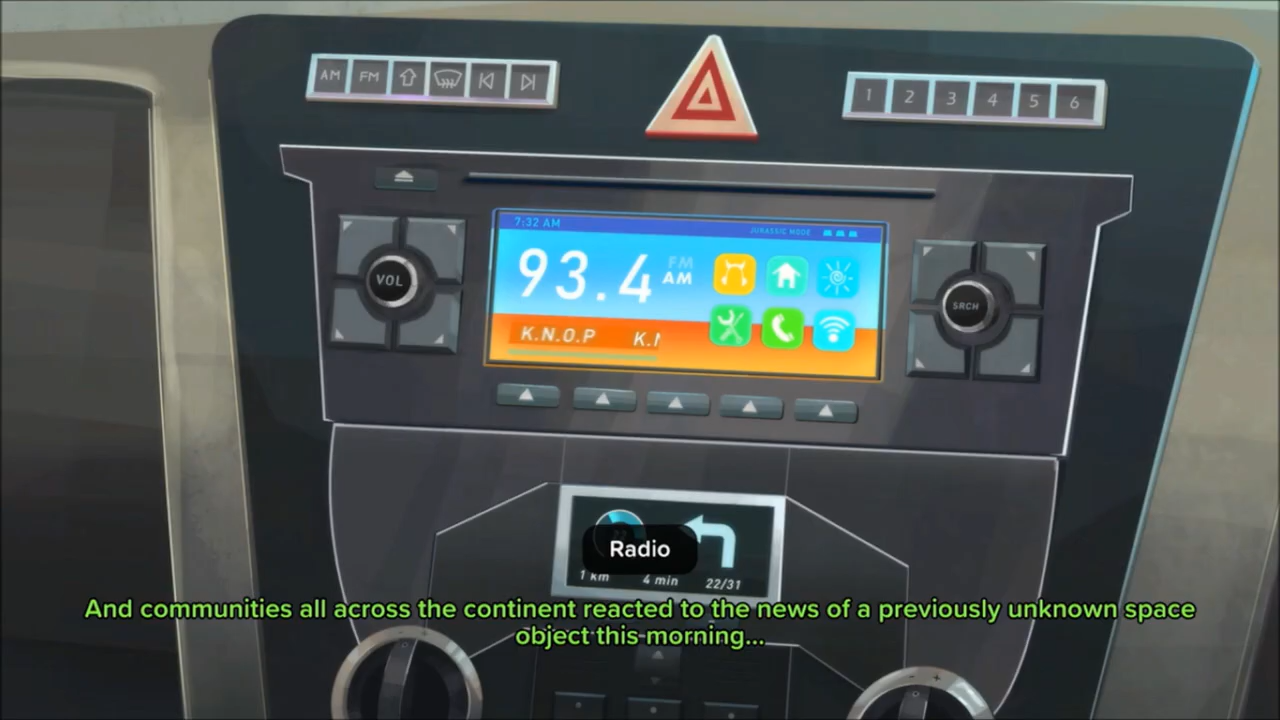 AM FM
1 2 3 4 5 6
7:32 AM JURASSIC MODE
93.4 FM
AM
VOL
SRCH
K.N.O.P K.N
Radio
1 km 4 min 22/31
And communities all across the continent reacted to the news of a previously unknown space
object this morning...